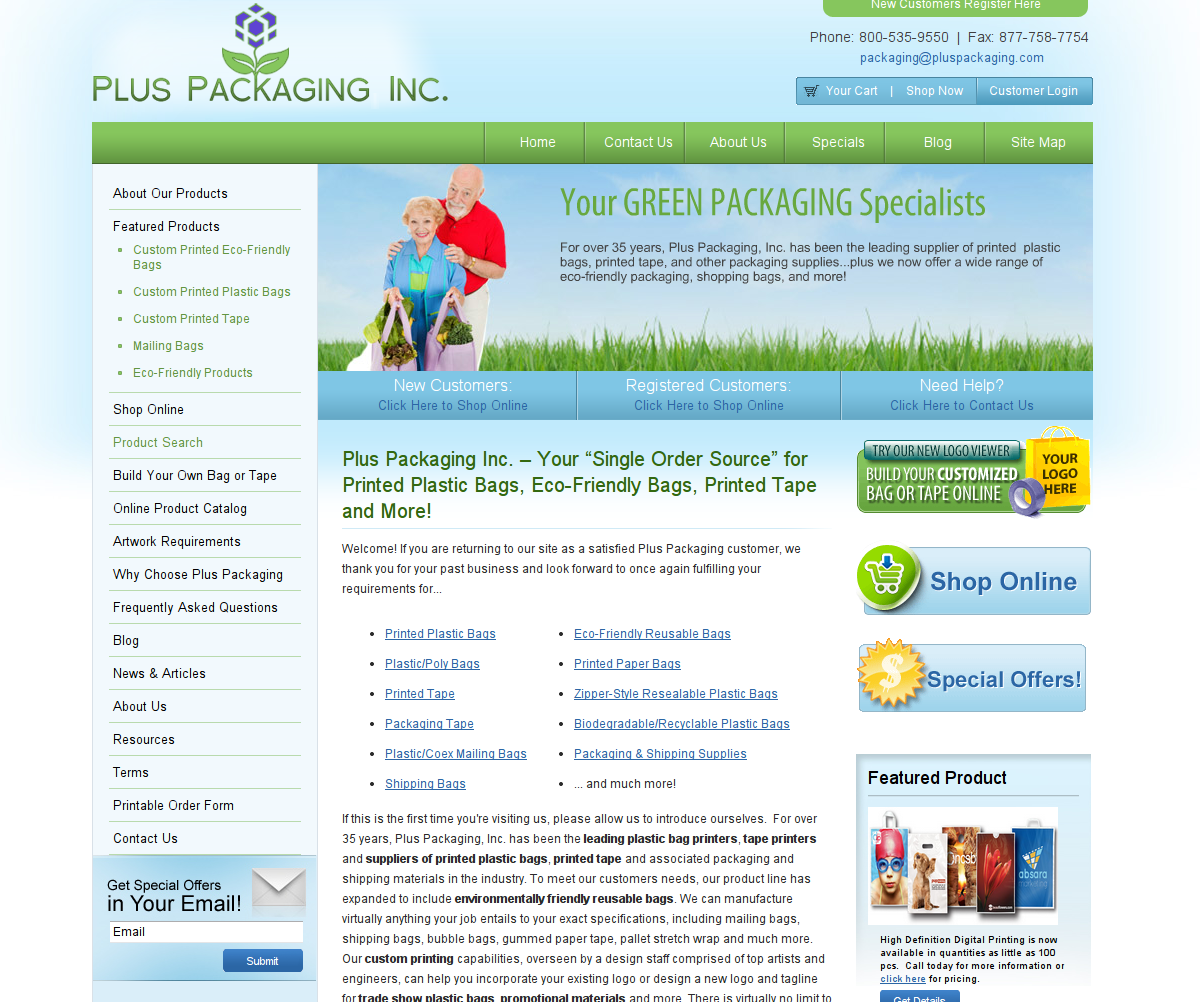 New Customers Register Here
PLUS PACKAGING INC.
Phone: 800-535-9550 | Fax: 877-758-7754
packaging@pluspackaging.com
Your Cart | Shop Now Customer Login
Home Contact Us About Us Specials Blog Site Map
About Our Products
Featured Products
Custom Printed Eco-Friendly
Bags
Custom Printed Plastic Bags
Custom Printed Tape
Mailing Bags
Eco-Friendly Products
Shop Online
Product Search
Build Your Own Bag or Tape
Online Product Catalog
Artwork Requirements
Why Choose Plus Packaging
Frequently Asked Questions
Blog
News & Articles
About Us
Resources
Terms
Printable Order Form
Contact Us
Get Special Offers
in Your Email!
Email
Submit
Your GREEN PACKAGING Specialists
For over 35 years, Plus Packaging, Inc. has been the leading supplier of printed plastic
bags, printed tape, and other packaging supplies...plus we now offer a wide range of
eco-friendly packaging, shopping bags, and more!
New Customers:
Click Here to Shop Online
Registered Customers:
Click Here to Shop Online
Need Help?
Click Here to Contact Us
Plus Packaging Inc. – Your “Single Order Source” for
Printed Plastic Bags, Eco-Friendly Bags, Printed Tape
and More!
Welcome! If you are returning to our site as a satisfied Plus Packaging customer, we
thank you for your past business and look forward to once again fulfilling your
requirements for...
Printed Plastic Bags
Plastic/Poly Bags
Printed Tape
Packaging Tape
Plastic/Coex Mailing Bags
Shipping Bags
Eco-Friendly Reusable Bags
Printed Paper Bags
Zipper-Style Resealable Plastic Bags
Biodegradable/Recyclable Plastic Bags
Packaging & Shipping Supplies
... and much more!
If this is the first time you're visiting us, please allow us to introduce ourselves. For over
35 years, Plus Packaging, Inc. has been the leading plastic bag printers, tape printers
and suppliers of printed plastic bags, printed tape and associated packaging and
shipping materials in the industry. To meet our customers needs, our product line has
expanded to include environmentally friendly reusable bags. We can manufacture
virtually anything your job entails to your exact specifications, including mailing bags,
shipping bags, bubble bags, gummed paper tape, pallet stretch wrap and much more.
Our custom printing capabilities, overseen by a design staff comprised of top artists and
engineers, can help you incorporate your existing logo or design a new logo and tagline
for trade show plastic bags, promotional materials and more. There is virtually no limit to
TRY OUR NEW LOGO VIEWER
BUILD YOUR CUSTOMIZED
BAG OR TAPE ONLINE
YOUR
LOGO
HERE
Shop Online
Special Offers!
Featured Product
absara
High Definition Digital Printing is now
available in quantities as little as 100
pcs. Call today for more information or
click here for pricing.
Get Details